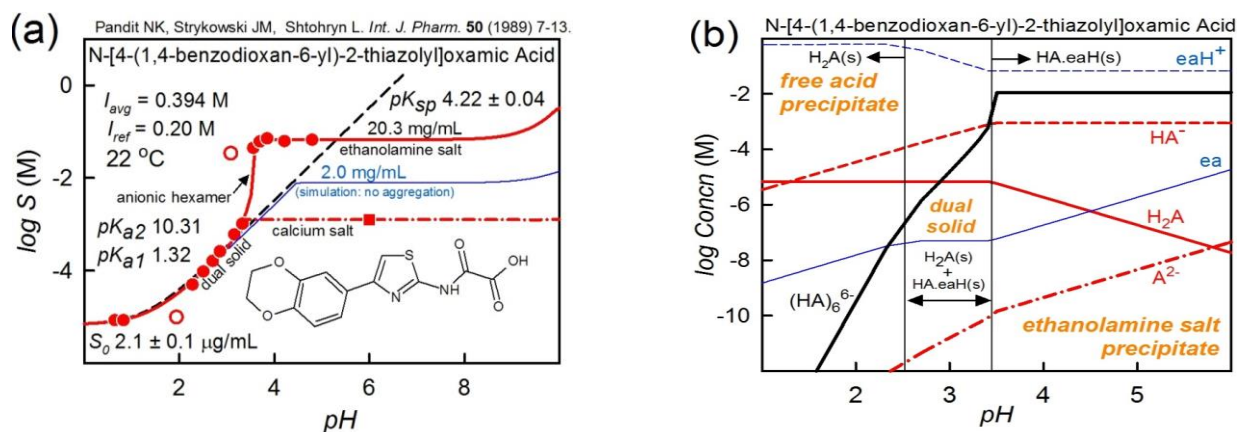 (a)
Pandit NK, Strykowski JM, Shtohryn L. Int. J. Pharm. 50 (1989) 7-13.
N-[4-(1,4-benzodioxan-6-yl)-2-thiazolyl]oxamic Acid
0
-2
-4
log S (M)
I_avg = 0.394 M
I_ref = 0.20 M
22 °C
pK_sp 4.22 ± 0.04
20.3 mg/mL
ethanolamine salt
anionic hexamer
2.0 mg/mL
(simulation: no aggregation)
pK_a2 10.31
pK_a1 1.32
calcium salt
dual solid
S
N
NH
O
O
OH
O
O
S_0 2.1 ± 0.1 µg/mL
2
4
6
8
pH
(b)
N-[4-(1,4-benzodioxan-6-yl)-2-thiazolyl]oxamic Acid
H₂A(s)
HA.eaH(s)
eaH⁺
free acid
precipitate
-2
-4
-6
-8
-10
log Concn (M)
HA⁻
ea
H₂A
dual
solid
A²⁻
H₂A(s)
+
HA.eaH(s)
(HA)₆⁶⁻
ethanolamine salt
precipitate
2
3
4
5
pH